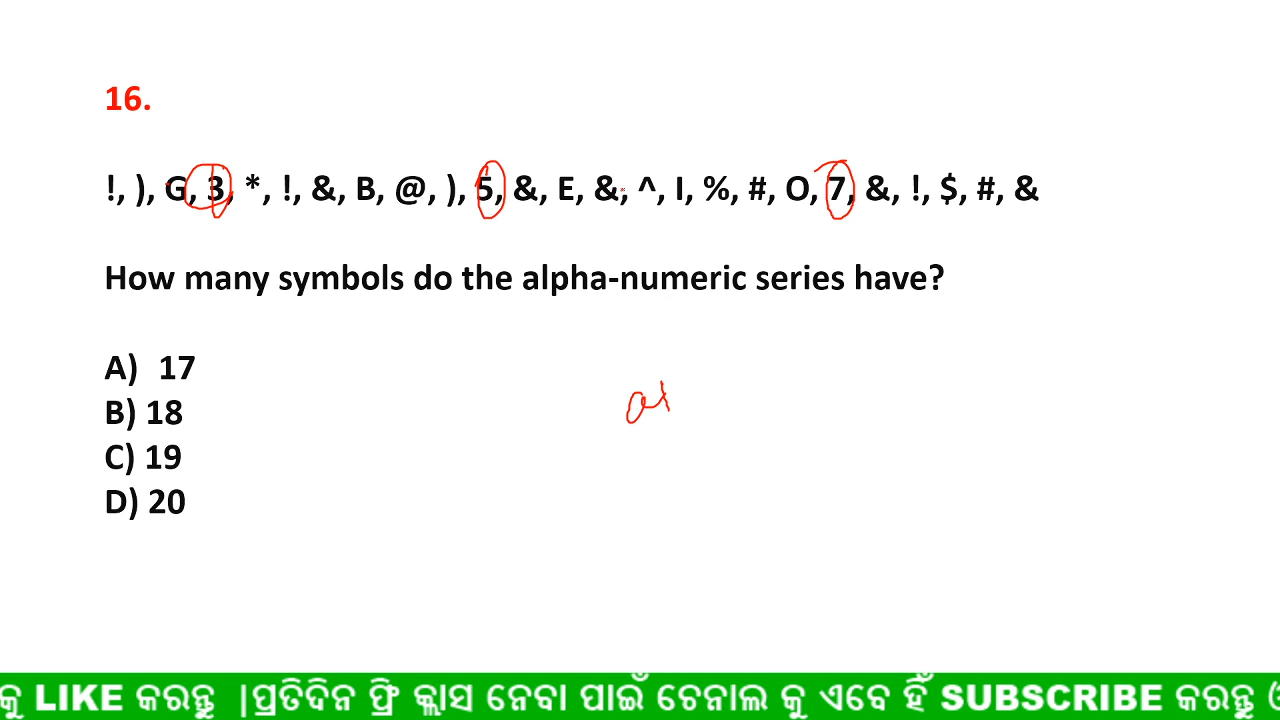 16.
!, ), G, 3, *, !, &, B, @, ), 5, &, E, &, ^, I, %, #, O, 7, &, !, $, #, &
How many symbols do the alpha-numeric series have?
A) 17
B) 18
C) 19
D) 20
କୁ LIKE କରନ୍ତୁ |ପ୍ରତିଦିନ ଫ୍ରି କ୍ଲାସ ନେବା ପାଇଁ ଚେନାଲ କୁ ଏବେ ହିଁ SUBSCRIBE କରନ୍ତୁ